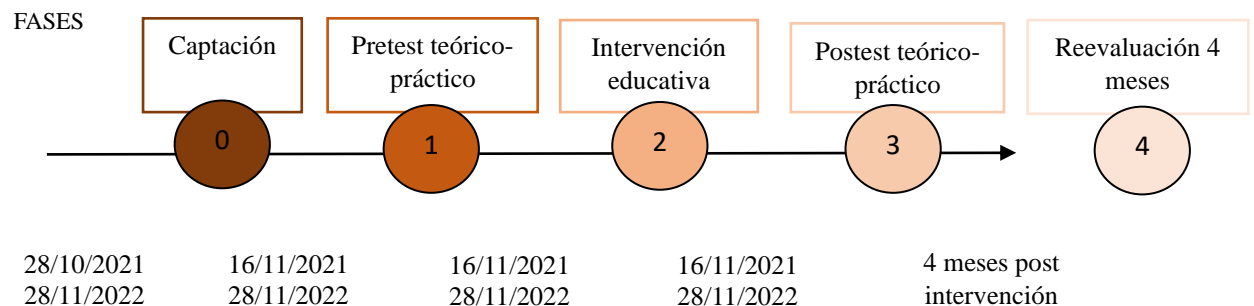 FASES
Captación
Pretest teórico-
práctico
Intervención
educativa
Postest teórico-
práctico
Reevaluación 4
meses
0
1
2
3
4
28/10/2021
28/11/2022
16/11/2021
28/11/2022
16/11/2021
28/11/2022
16/11/2021
28/11/2022
4 meses post
intervención